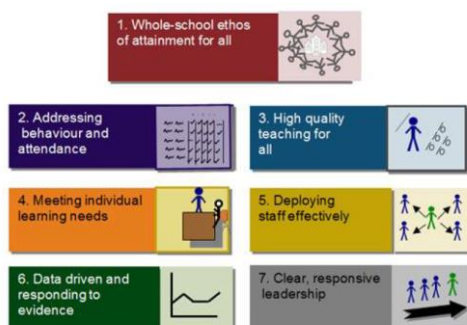 1. Whole-school ethos
of attainment for all
2. Addressing
behaviour and
attendance
3. High quality
teaching for
all
4. Meeting individual
learning needs
5. Deploying
staff effectively
6. Data driven and
responding to
evidence
7. Clear, responsive
leadership